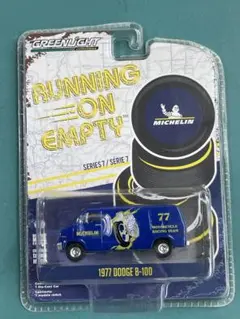 GREENLIGHT
RUNNING
ON
EMPTY
MICHELIN
SERIES 7 / SÉRIE 7
MICHELIN
77
1977 DODGE B-100